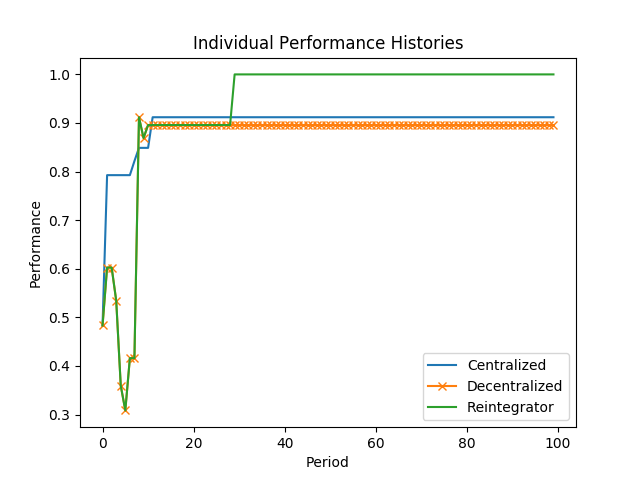 Individual Performance Histories
1.0
0.9
0.8
0.7
0.6
0.5
0.4
0.3
Performance
0
20
40
60
80
100
Period
Centralized
Decentralized
Reintegrator